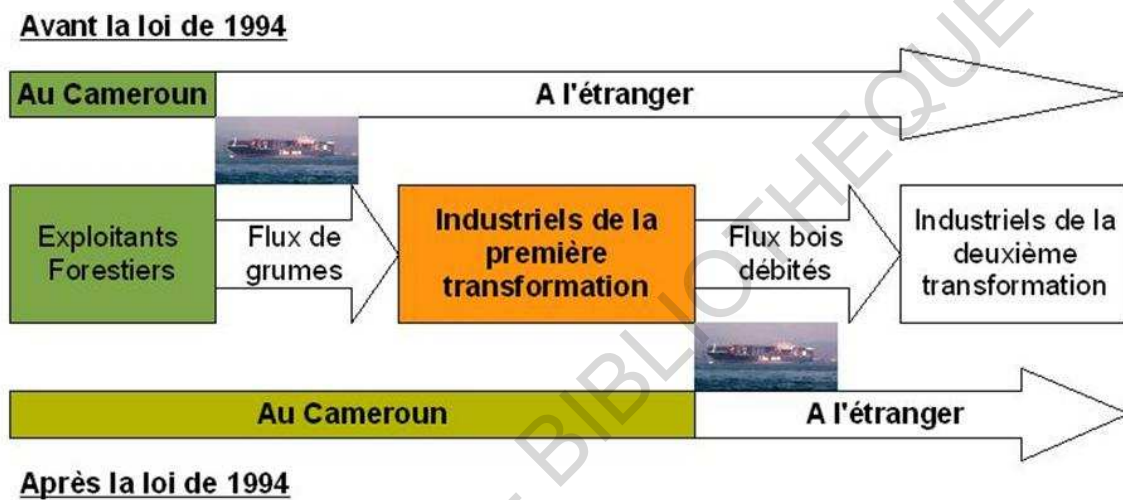 Avant la loi de 1994
Au Cameroun
A l'étranger
Exploitants
Forestiers
Flux de
grumes
Industriels de la
première
transformation
Flux bois
débités
Industriels de la
deuxième
transformation
Au Cameroun
A l'étranger
Après la loi de 1994
BIBLIOTHEQUE